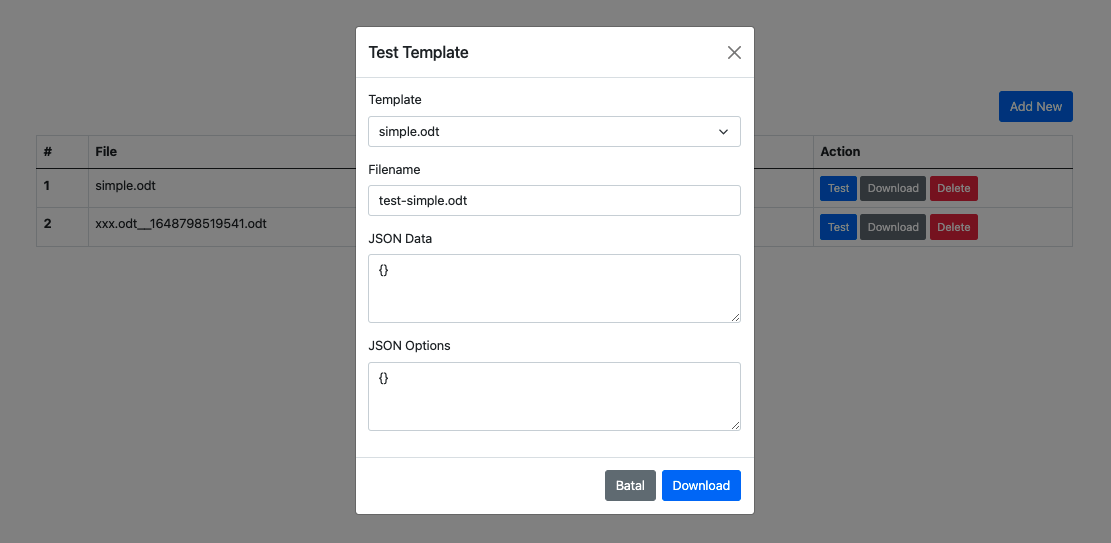 Test Template
Template
simple.odt
Filename
test-simple.odt
JSON Data
{}
JSON Options
{}
Batal Download
Add New
# File Action
1 simple.odt Test Download Delete
2 xxx.odt__1648798519541.odt Test Download Delete